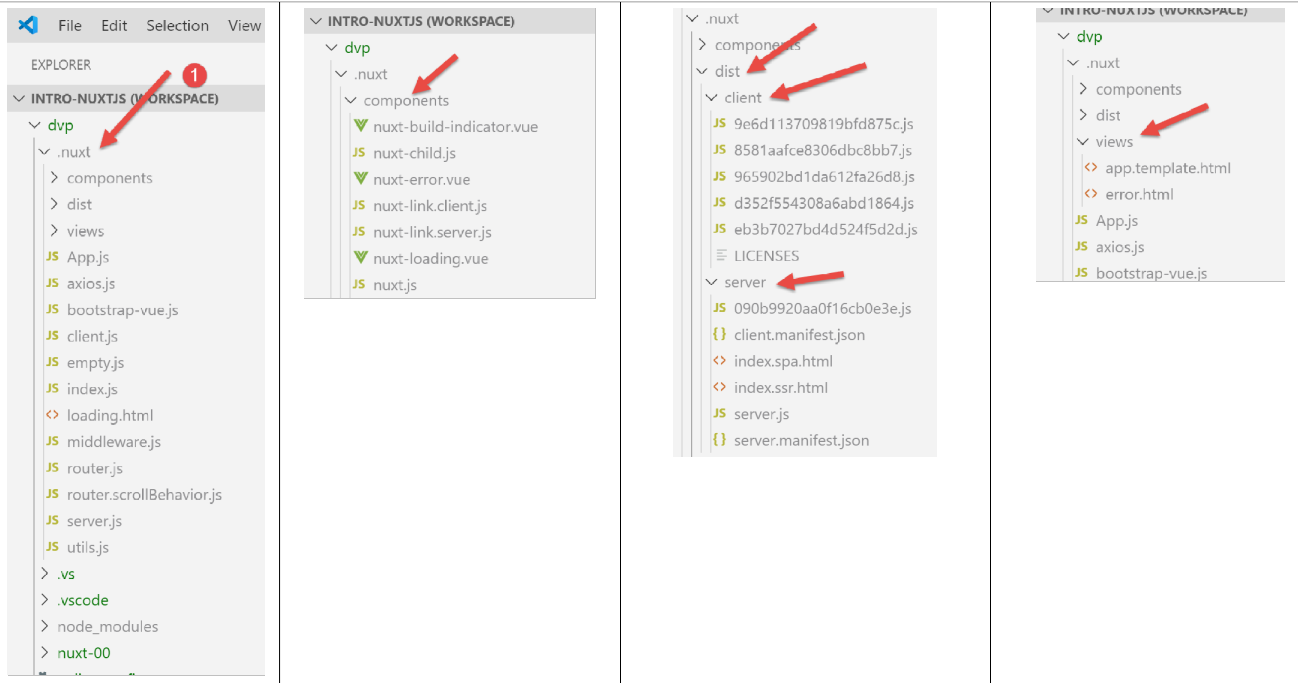 File Edit Selection View
EXPLORER
1
INTRO-NUXTJS (WORKSPACE)
dvp
.nuxt
components
dist
views
JS App.js
JS axios.js
JS bootstrap-vue.js
JS client.js
JS empty.js
JS index.js
<> loading.html
JS middleware.js
JS router.js
JS router.scrollBehavior.js
JS server.js
JS utils.js
.vs
.vscode
node_modules
nuxt-00
INTRO-NUXTJS (WORKSPACE)
dvp
.nuxt
components
nuxt-build-indicator.vue
JS nuxt-child.js
nuxt-error.vue
JS nuxt-link.client.js
JS nuxt-link.server.js
nuxt-loading.vue
JS nuxt.js
.nuxt
components
dist
client
JS 9e6d113709819bfd875c.js
JS 8581aafce8306dbc8bb7.js
JS 965902bd1da612fa26d8.js
JS d352f554308a6abd1864.js
JS eb3b7027bd4d524f5d2d.js
LICENSES
server
JS 090b9920aa0f16cb0e3e.js
{} client.manifest.json
<> index.spa.html
<> index.ssr.html
JS server.js
{} server.manifest.json
INTRO-NUXTJS (WORKSPACE)
dvp
.nuxt
components
dist
views
<> app.template.html
<> error.html
JS App.js
JS axios.js
JS bootstrap-vue.js